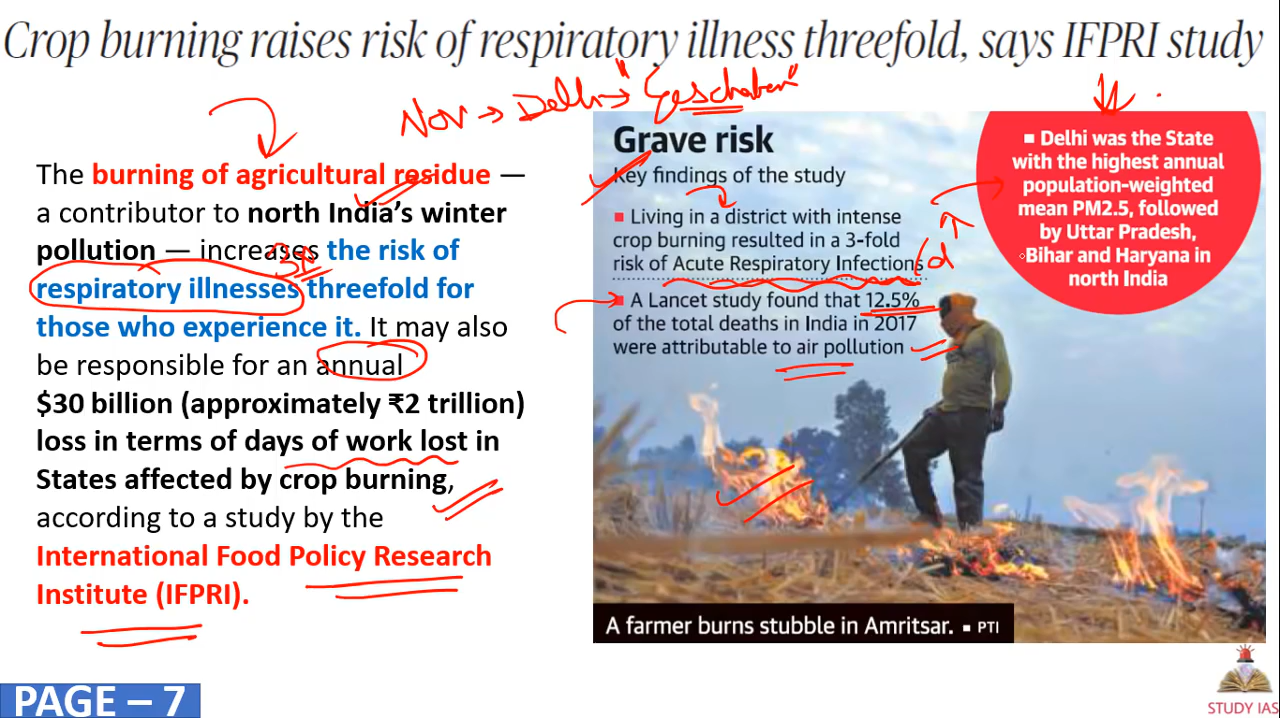 Crop burning raises risk of respiratory illness threefold, says IFPRI study
Nov → Delhi →
The burning of agricultural residue —
a contributor to north India’s winter
pollution — increases the risk of
respiratory illnesses threefold for
those who experience it. It may also
be responsible for an annual
$30 billion (approximately ₹2 trillion)
loss in terms of days of work lost in
States affected by crop burning,
according to a study by the
International Food Policy Research
Institute (IFPRI).
Grave risk
Key findings of the study
■ Living in a district with intense
crop burning resulted in a 3-fold
risk of Acute Respiratory Infections
■ A Lancet study found that 12.5%
of the total deaths in India in 2017
were attributable to air pollution
■ Delhi was the State
with the highest annual
population-weighted
mean PM2.5, followed
by Uttar Pradesh,
Bihar and Haryana in
north India
A farmer burns stubble in Amritsar. ■ PTI
PAGE – 7
STUDY IAS